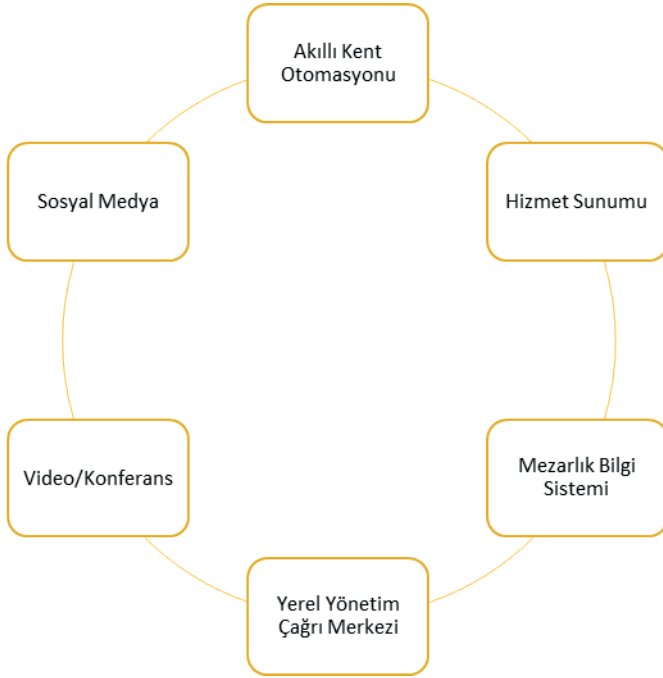 Akıllı Kent
Otomasyonu
Hizmet Sunumu
Mezarlık Bilgi
Sistemi
Yerel Yönetim
Çağrı Merkezi
Video/Konferans
Sosyal Medya